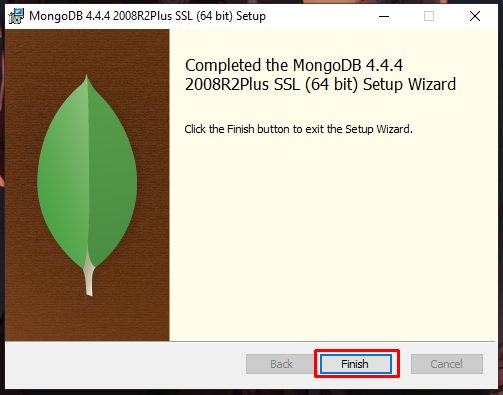 MongoDB 4.4.4 2008R2Plus SSL (64 bit) Setup
Completed the MongoDB 4.4.4
2008R2Plus SSL (64 bit) Setup Wizard
Click the Finish button to exit the Setup Wizard.
Back Finish Cancel